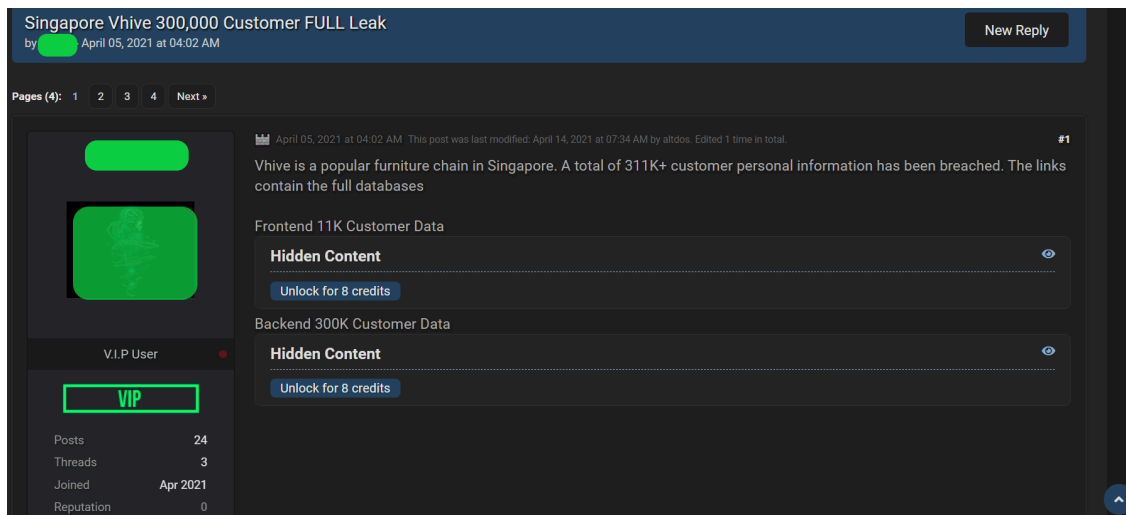 Singapore Vhive 300,000 Customer FULL Leak
by April 05, 2021 at 04:02 AM
New Reply
Pages (4): 1 2 3 4 Next »
April 05, 2021 at 04:02 AM This post was last modified: April 14, 2021 at 07:34 AM by altdos. Edited 1 time in total.
#1
Vhive is a popular furniture chain in Singapore. A total of 311K+ customer personal information has been breached. The links
contain the full databases
Frontend 11K Customer Data
Hidden Content
Unlock for 8 credits
Backend 300K Customer Data
Hidden Content
Unlock for 8 credits
V.I.P User
VIP
Posts 24
Threads 3
Joined Apr 2021
Reputation 0